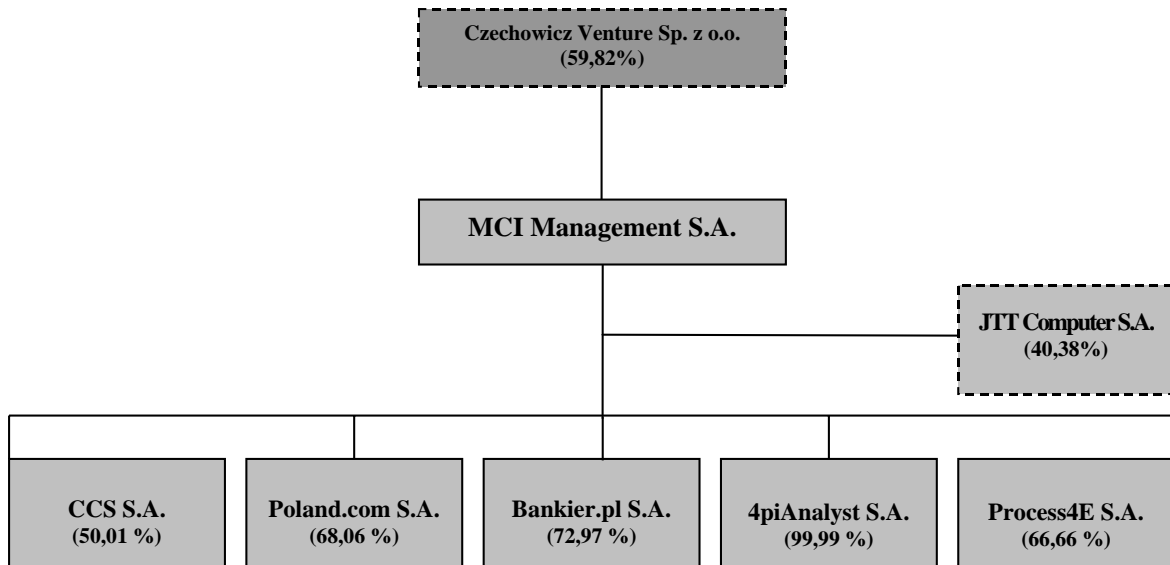 Czechowicz Venture Sp. z o.o.
(59,82%)
MCI Management S.A.
JTT Computer S.A.
(40,38%)
CCS S.A.
(50,01 %)
Poland.com S.A.
(68,06 %)
Bankier.pl S.A.
(72,97 %)
4piAnalyst S.A.
(99,99 %)
Process4E S.A.
(66,66 %)